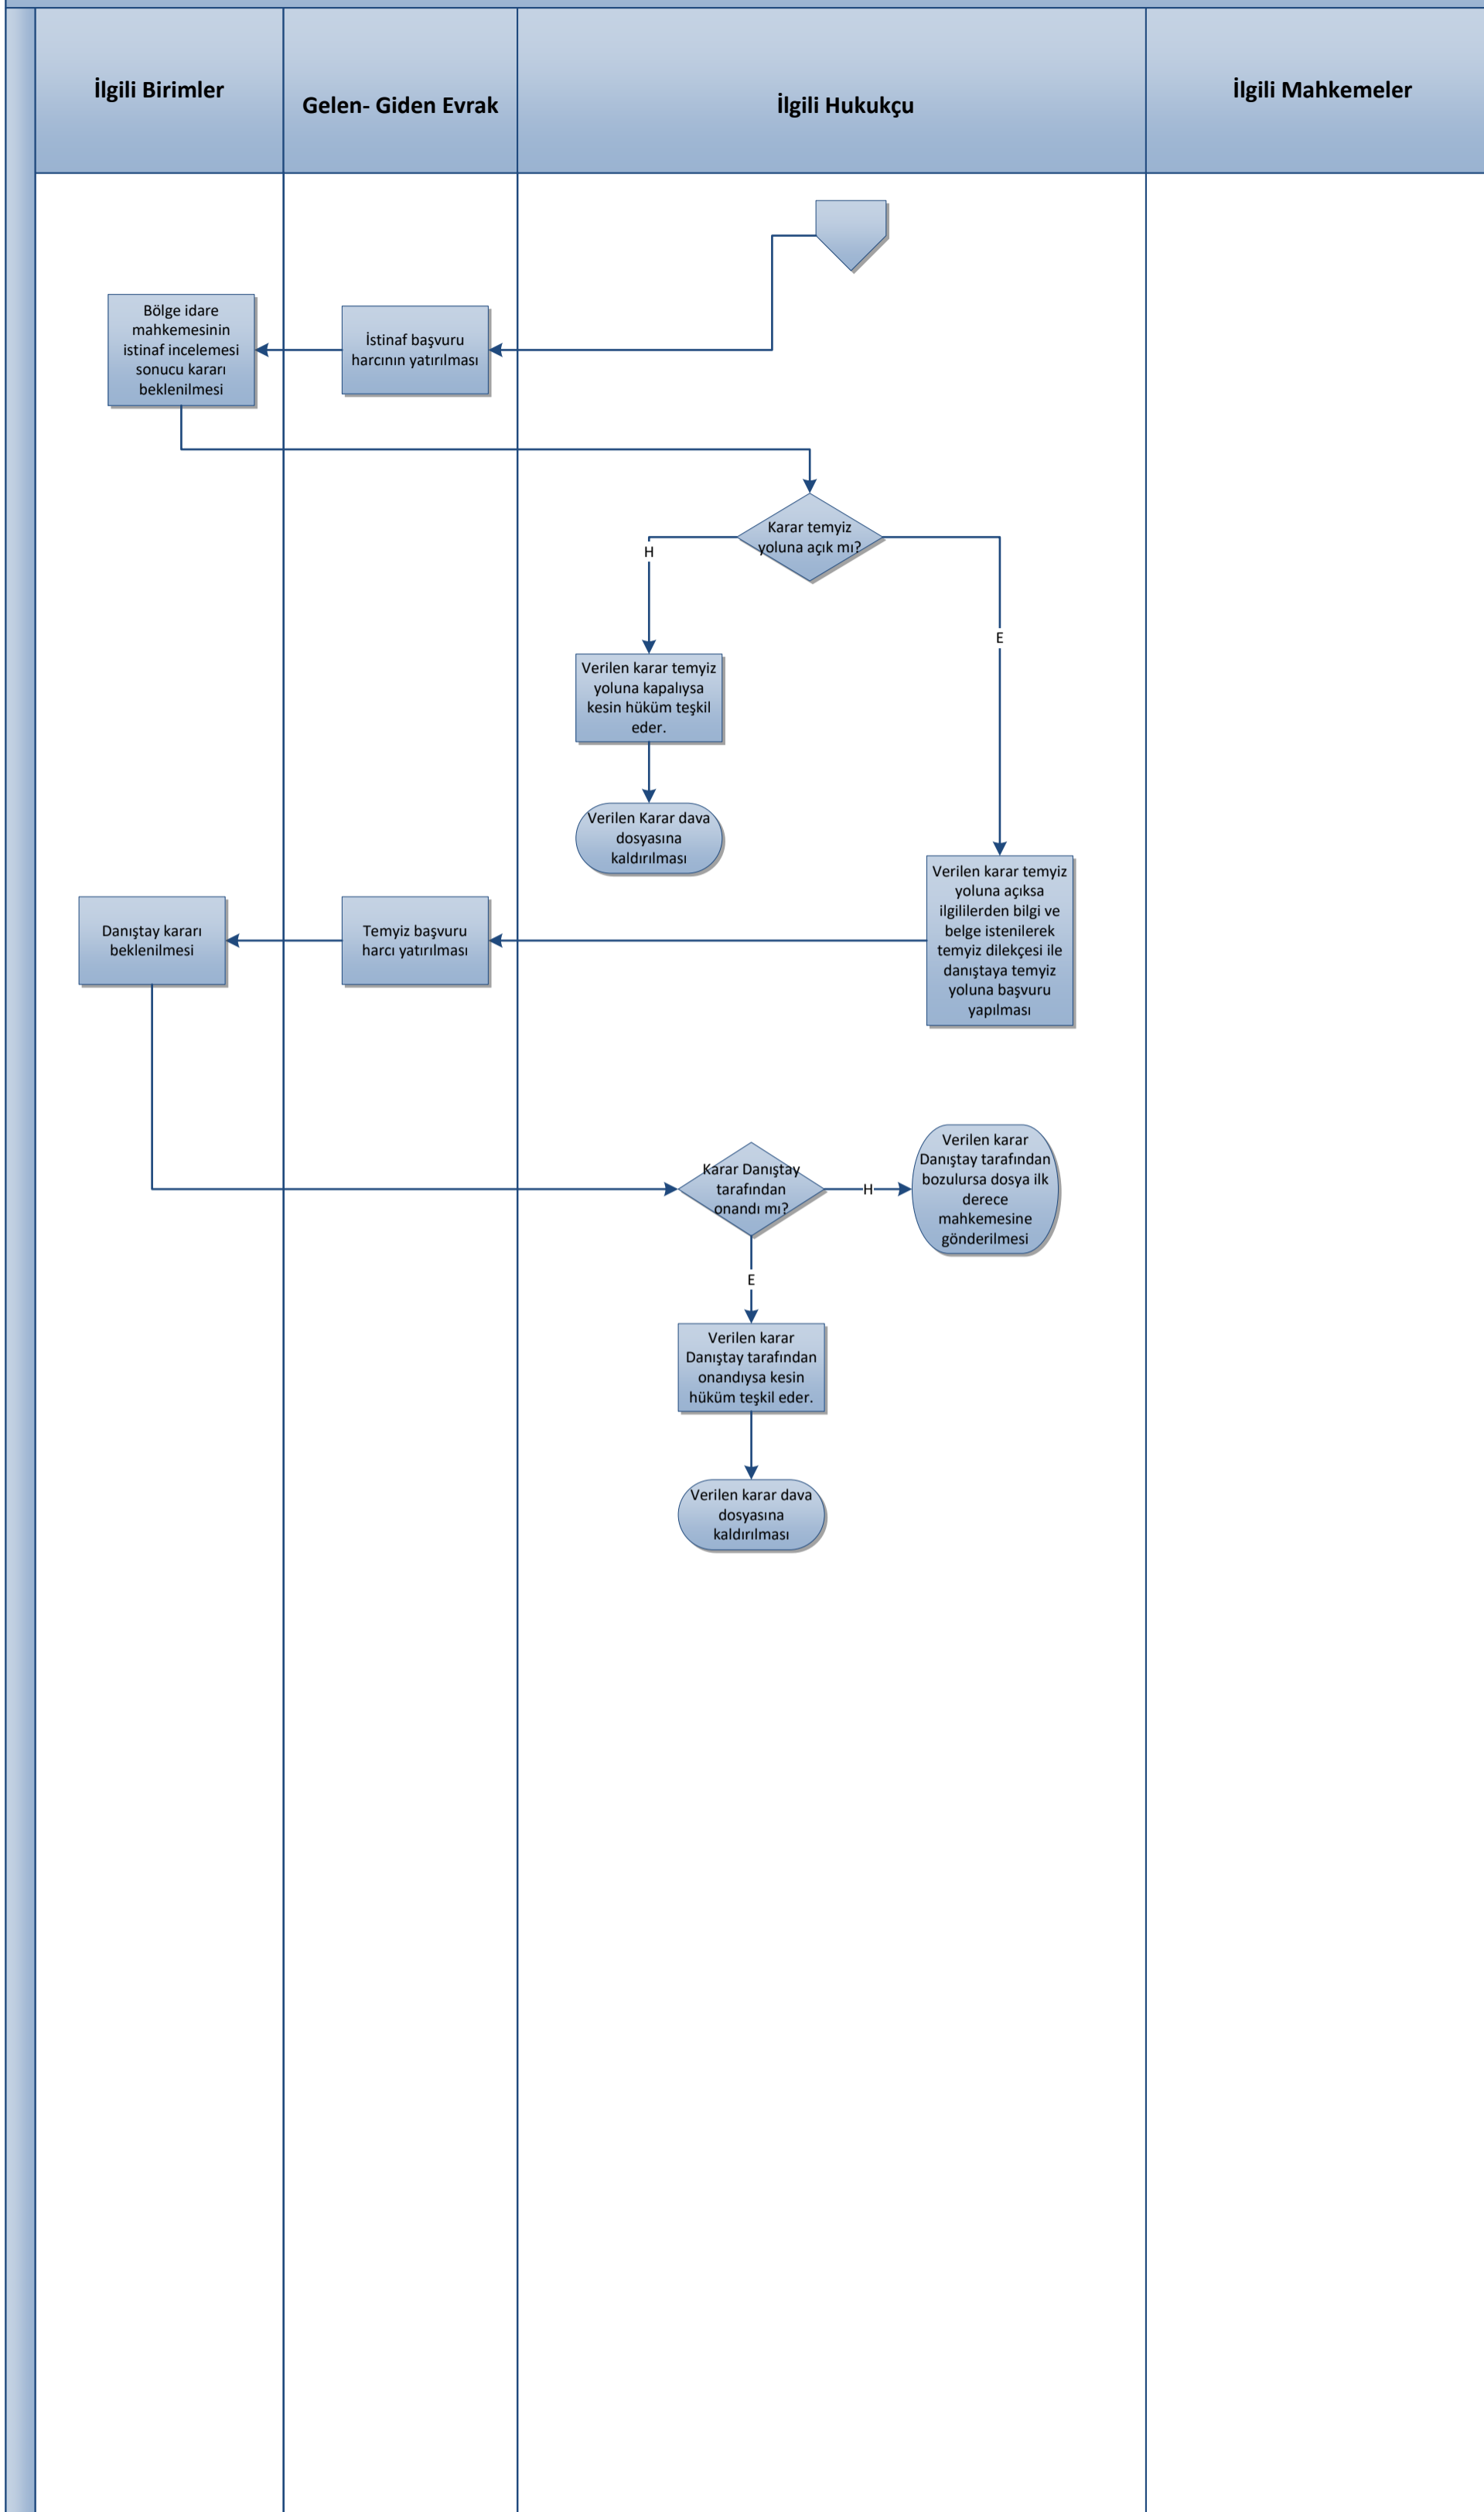 İlgili Birimler
Gelen- Giden Evrak
İlgili Hukukçu
İlgili Mahkemeler
Bölge idare
mahkemesinin
istinaf incelemesi
sonucu kararı
beklenilmesi
İstinaf başvuru
harcının yatırılması
Karar temyiz
yoluna açık mı?
H
E
Verilen karar temyiz
yoluna kapalıysa
kesin hüküm teşkil
eder.
Verilen Karar dava
dosyasına
kaldırılması
Verilen karar temyiz
yoluna açıksa
ilgililerden bilgi ve
belge istenilerek
temyiz dilekçesi ile
danıştaya temyiz
yoluna başvuru
yapılması
Temyiz başvuru
harcı yatırılması
Danıştay kararı
beklenilmesi
Karar Danıştay
tarafından
onandı mı?
H
Verilen karar
Danıştay tarafından
bozulursa dosya ilk
derece
mahkemesine
gönderilmesi
E
Verilen karar
Danıştay tarafından
onandıysa kesin
hüküm teşkil eder.
Verilen karar dava
dosyasına
kaldırılması